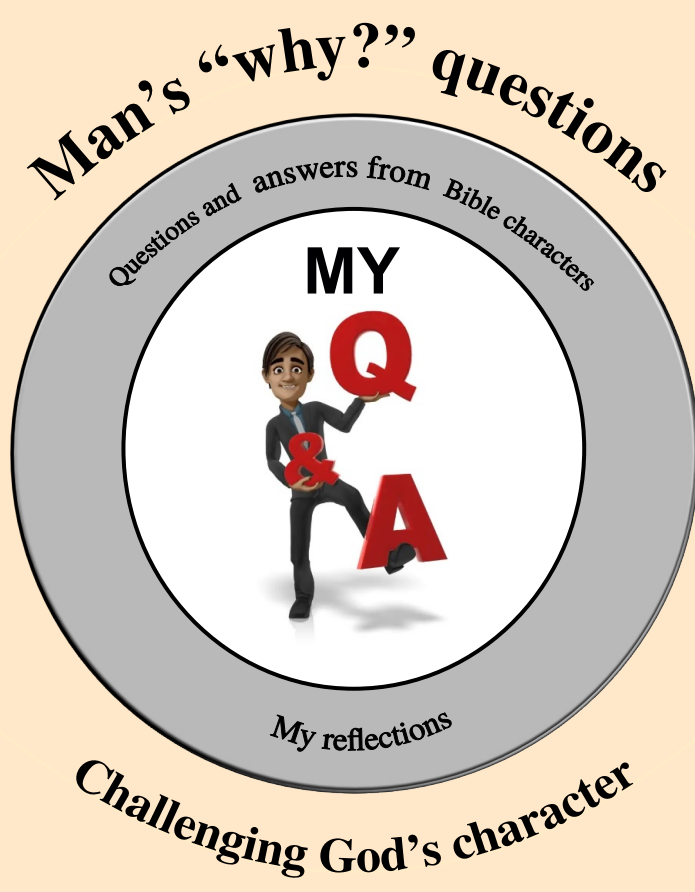 Man’s “why?” questions
Questions and answers from Bible characters
MY
Q
&
A
My reflections
Challenging God’s character